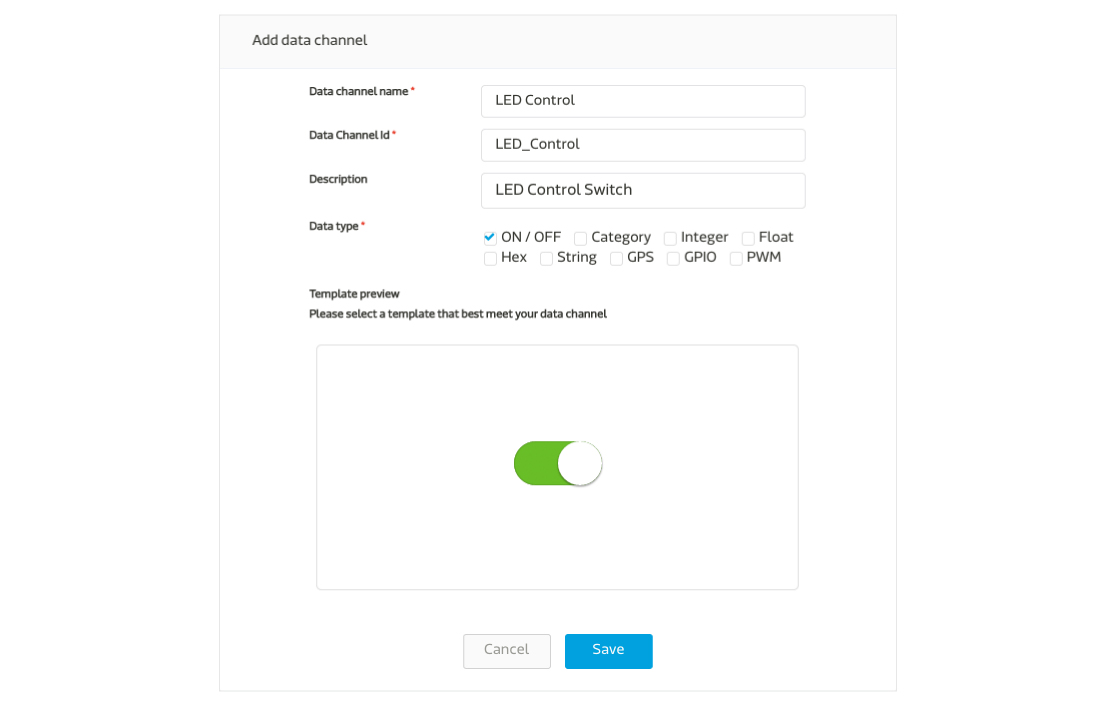 Add data channel
Data channel name *
LED Control
Data Channel Id *
LED_Control
Description
LED Control Switch
Data type *
ON / OFF Category Integer Float
Hex String GPS GPIO PWM
Template preview
Please select a template that best meet your data channel
Cancel Save